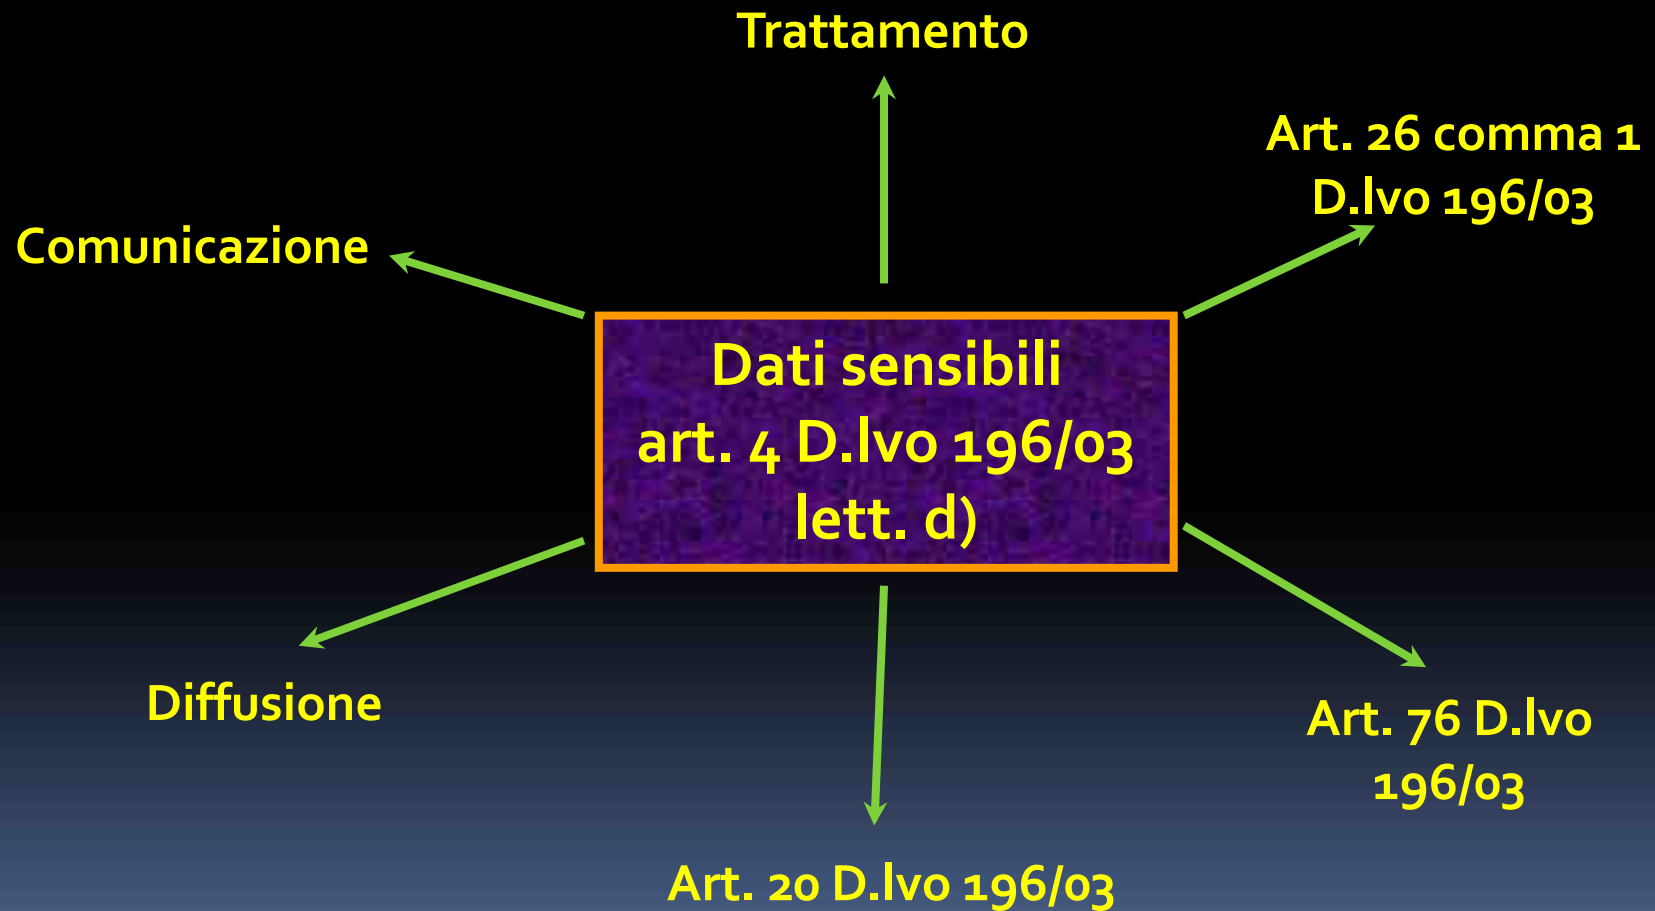 Trattamento
Art. 26 comma 1
D.lvo 196/03
Comunicazione
Dati sensibili
art. 4 D.lvo 196/03
lett. d)
Diffusione
Art. 76 D.lvo
196/03
Art. 20 D.lvo 196/03